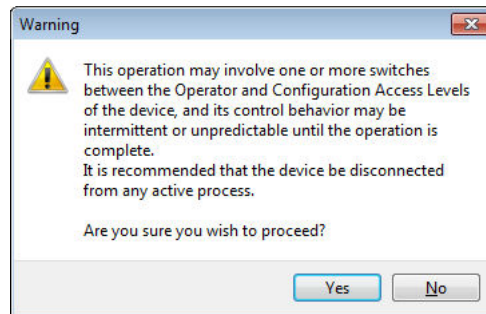 Warning
This operation may involve one or more switches
between the Operator and Configuration Access Levels
of the device, and its control behavior may be
intermittent or unpredictable until the operation is
complete.
It is recommended that the device be disconnected
from any active process.
Are you sure you wish to proceed?
Yes
No